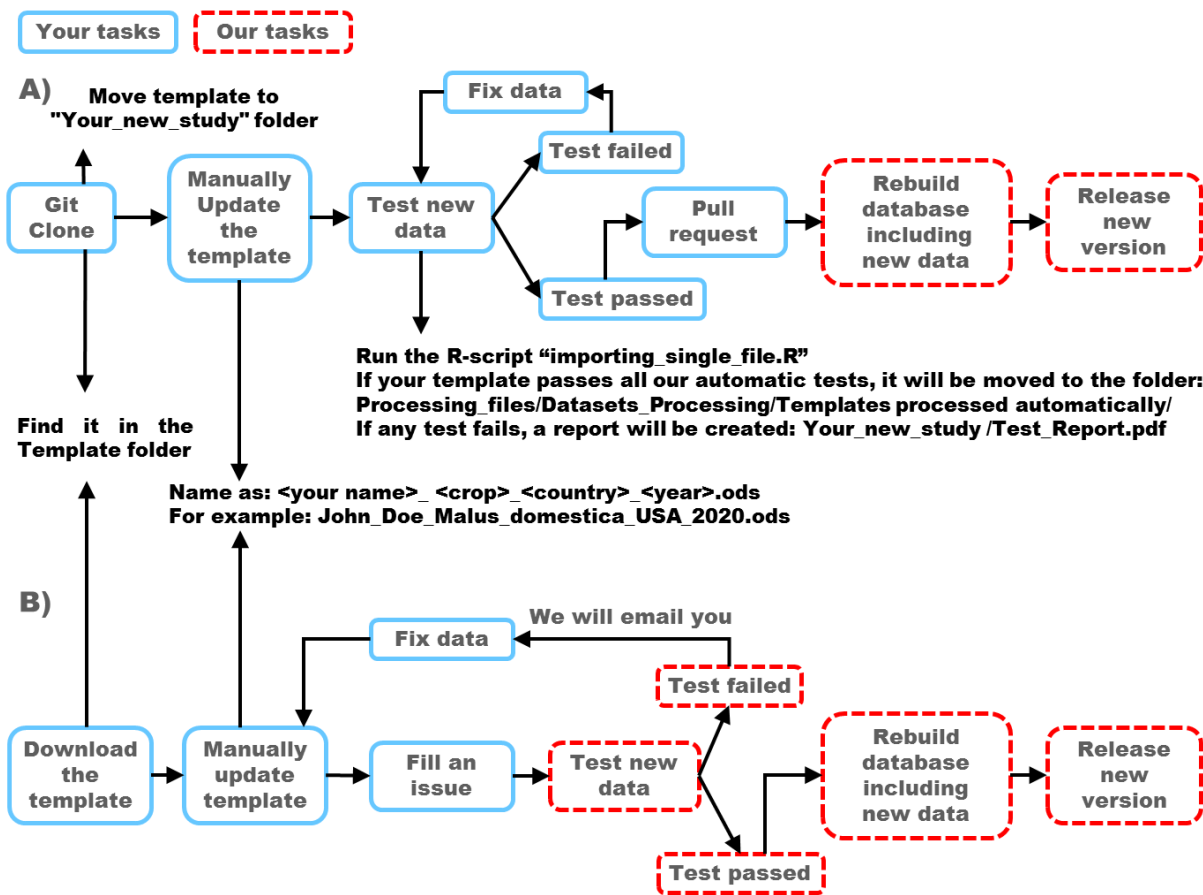 Your tasks
Our tasks
A)
Move template to
"Your_new_study" folder
Git
Clone
Manually
Update
the
template
Test new
data
Fix data
Test failed
Test passed
Pull
request
Rebuild
database
including
new data
Release
new
version
Run the R-script “importing_single_file.R”
If your template passes all our automatic tests, it will be moved to the folder:
Processing_files/Datasets_Processing/Templates processed automatically/
If any test fails, a report will be created: Your_new_study /Test_Report.pdf
Find it in the
Template folder
Name as: <your name>_ <crop>_<country>_<year>.ods
For example: John_Doe_Malus_domestica_USA_2020.ods
B)
We will email you
Fix data
Test failed
Download
the
template
Manually
update
template
Fill an
issue
Test new
data
Test passed
Rebuild
database
including
new data
Release
new
version